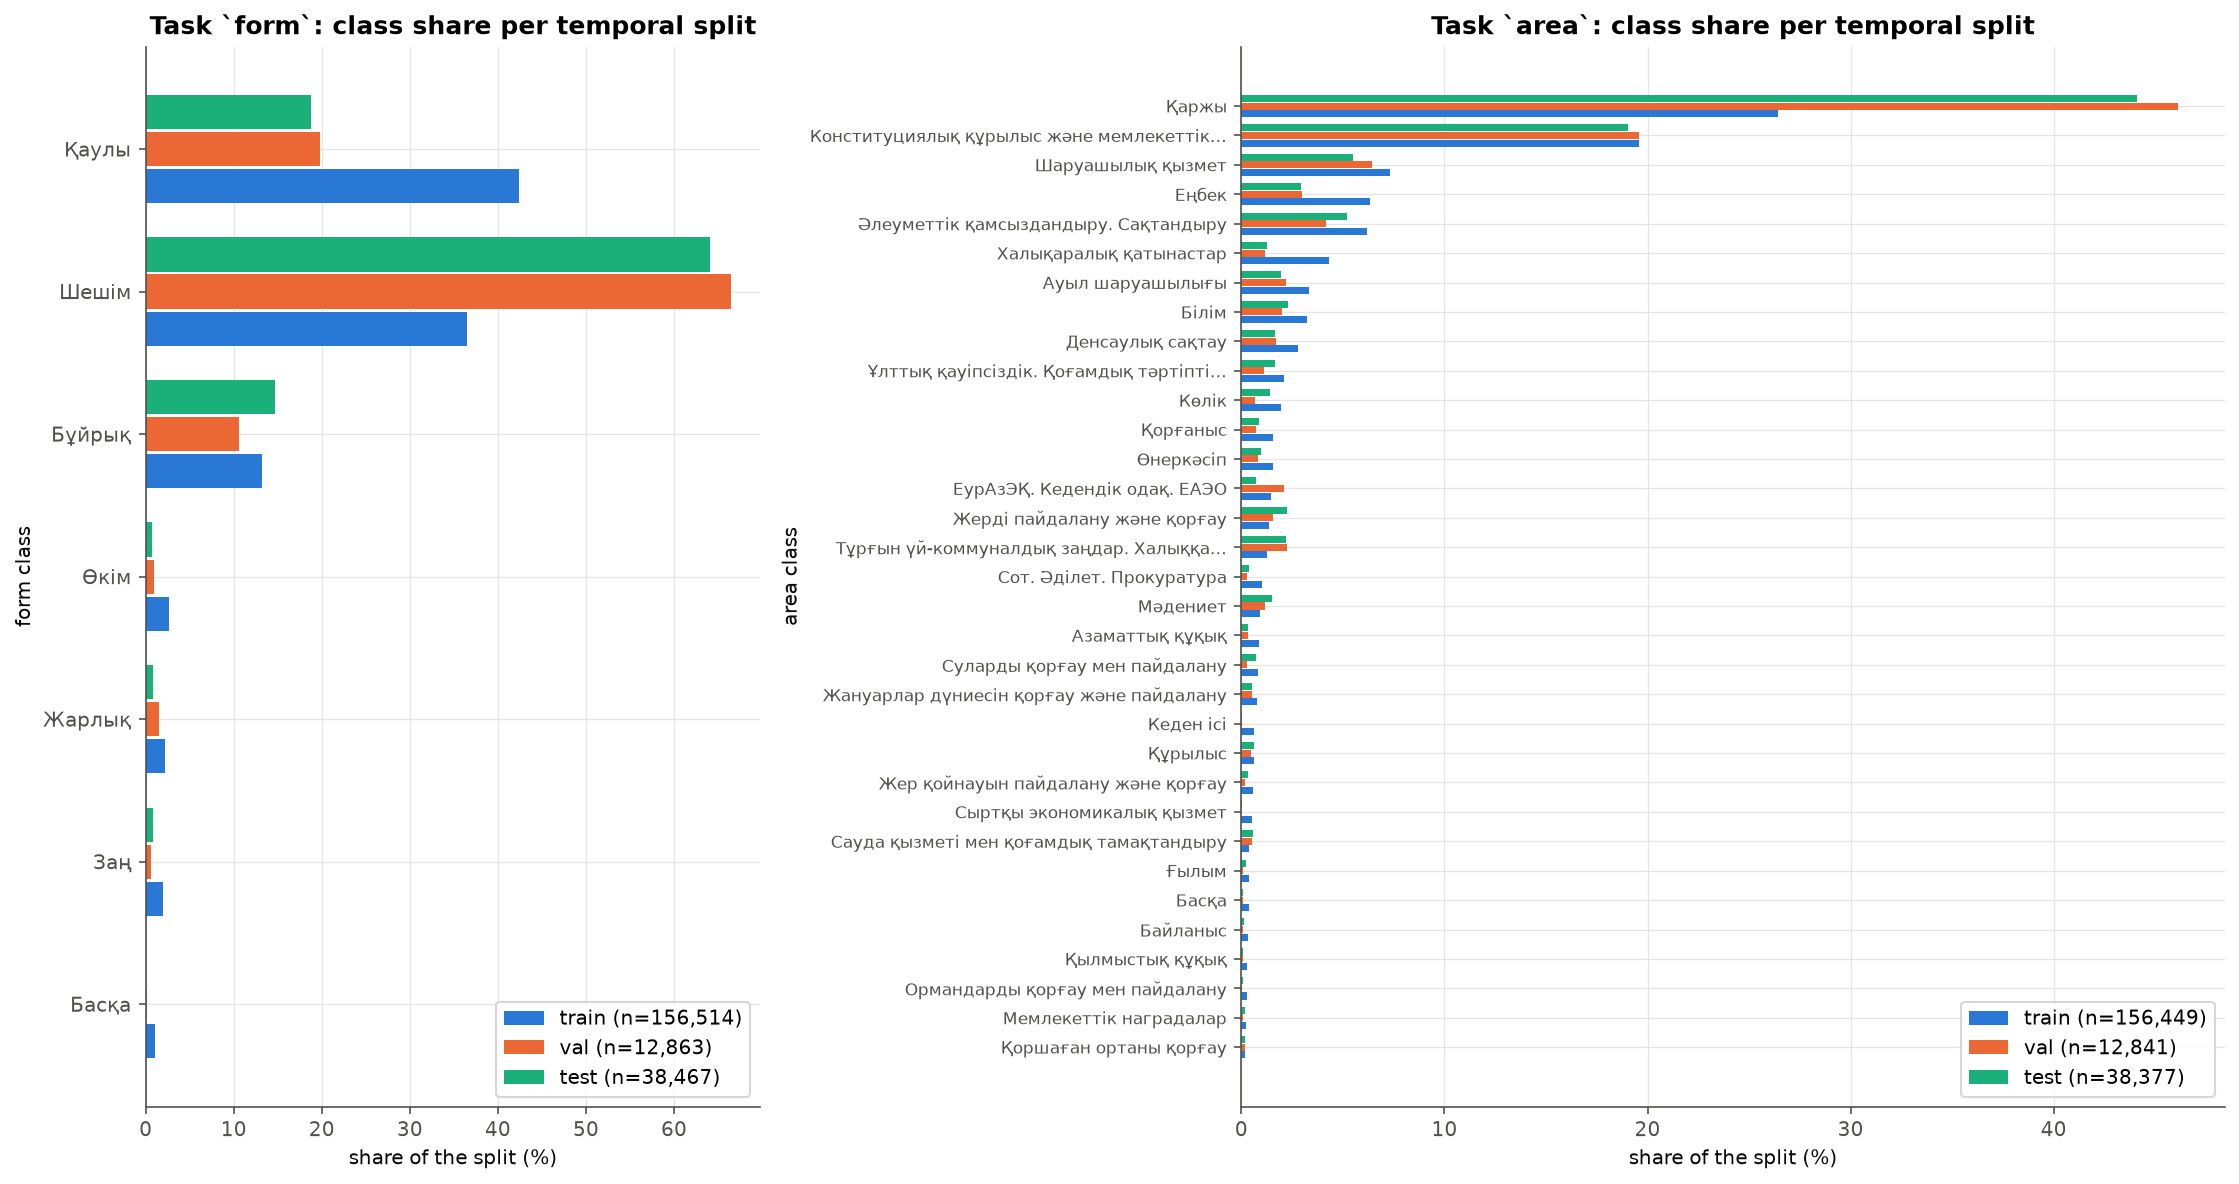 Task `form`: class share per temporal split
form class
Қаулы
Шешім
Бұйрық
Өкім
Жарлық
Заң
Басқа
0 10 20 30 40 50 60
share of the split (%)
train (n=156,514)
val (n=12,863)
test (n=38,467)
Task `area`: class share per temporal split
area class
Қаржы
Конституциялық құрылыс және мемлекеттік…
Шаруашылық қызмет
Еңбек
Әлеуметтік қамсыздандыру. Сақтандыру
Халықаралық қатынастар
Ауыл шаруашылығы
Білім
Денсаулық сақтау
Ұлттық қауіпсіздік. Қоғамдық тәртіпті…
Көлік
Қорғаныс
Өнеркәсіп
ЕурАзЭҚ. Кедендік одақ. ЕАЭО
Жерді пайдалану және қорғау
Тұрғын үй-коммуналдық заңдар. Халыққа…
Сот. Әділет. Прокуратура
Мәдениет
Азаматтық құқық
Суларды қорғау мен пайдалану
Жануарлар дүниесін қорғау және пайдалану
Кеден ісі
Құрылыс
Жер қойнауын пайдалану және қорғау
Сыртқы экономикалық қызмет
Сауда қызметі мен қоғамдық тамақтандыру
Ғылым
Басқа
Байланыс
Қылмыстық құқық
Ормандарды қорғау мен пайдалану
Мемлекеттік наградалар
Қоршаған ортаны қорғау
0 10 20 30 40
share of the split (%)
train (n=156,449)
val (n=12,841)
test (n=38,377)